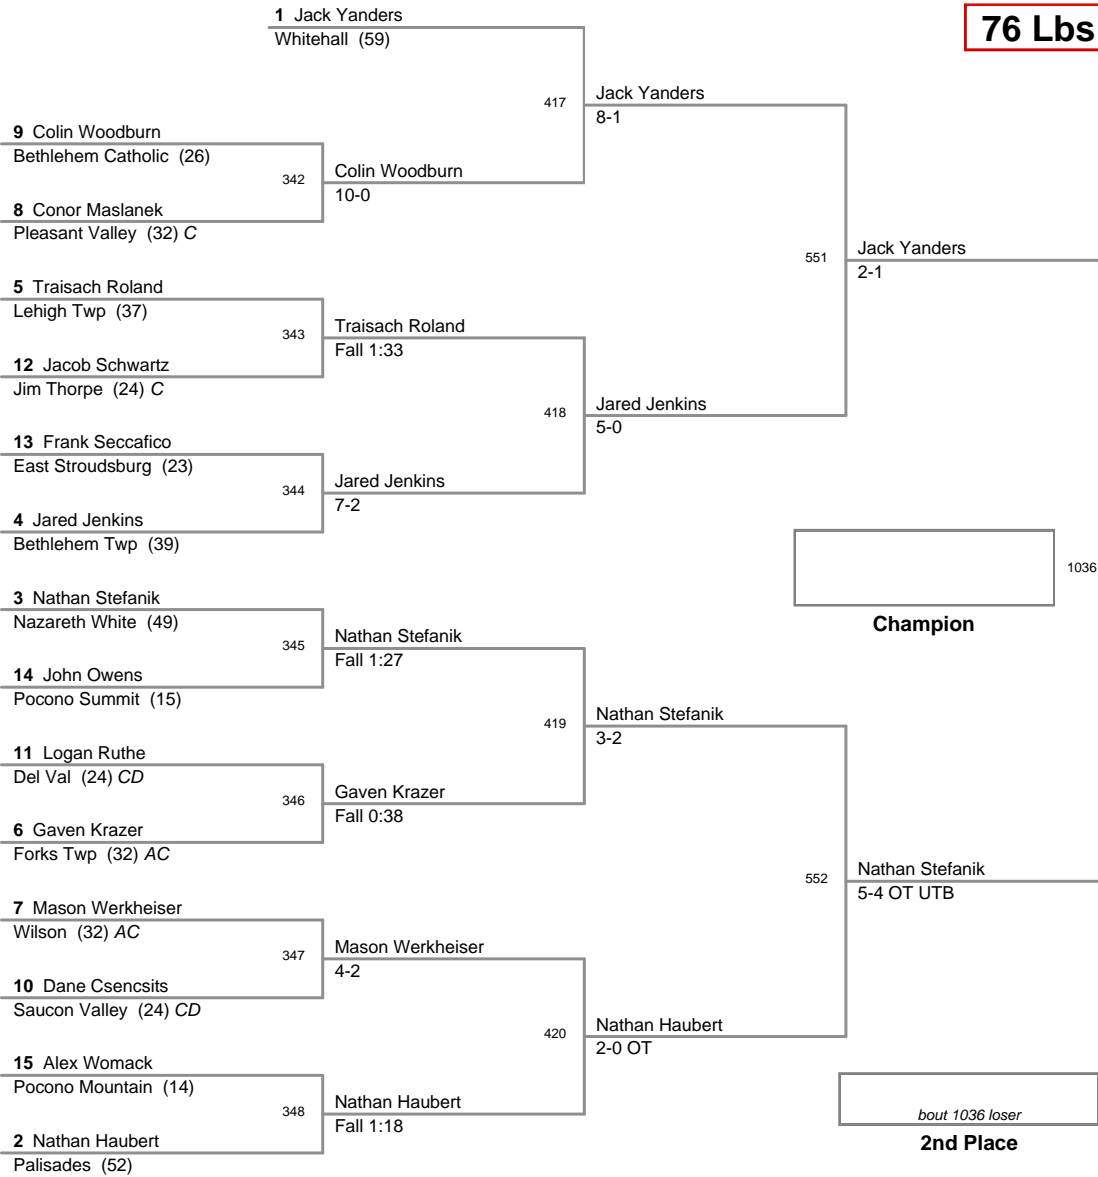 1 Jack Yanders
Whitehall (59)
76 Lbs
417
Jack Yanders
8-1
9 Colin Woodburn
Bethlehem Catholic (26)
342
Colin Woodburn
10-0
8 Conor Maslanek
Pleasant Valley (32) C
551
Jack Yanders
2-1
5 Traisach Roland
Lehigh Twp (37)
343
Traisach Roland
Fall 1:33
12 Jacob Schwartz
Jim Thorpe (24) C
418
Jared Jenkins
5-0
13 Frank Seccafico
East Stroudsburg (23)
344
Jared Jenkins
7-2
4 Jared Jenkins
Bethlehem Twp (39)
1036
Champion
3 Nathan Stefanik
Nazareth White (49)
345
Nathan Stefanik
Fall 1:27
14 John Owens
Pocono Summit (15)
419
Nathan Stefanik
3-2
11 Logan Ruthe
Del Val (24) CD
346
Gaven Krazer
Fall 0:38
6 Gaven Krazer
Forks Twp (32) AC
552
Nathan Stefanik
5-4 OT UTB
7 Mason Werkheiser
Wilson (32) AC
347
Mason Werkheiser
4-2
10 Dane Csencsits
Saucon Valley (24) CD
420
Nathan Haubert
2-0 OT
15 Alex Womack
Pocono Mountain (14)
348
Nathan Haubert
Fall 1:18
2 Nathan Haubert
Palisades (52)
bout 1036 loser
2nd Place